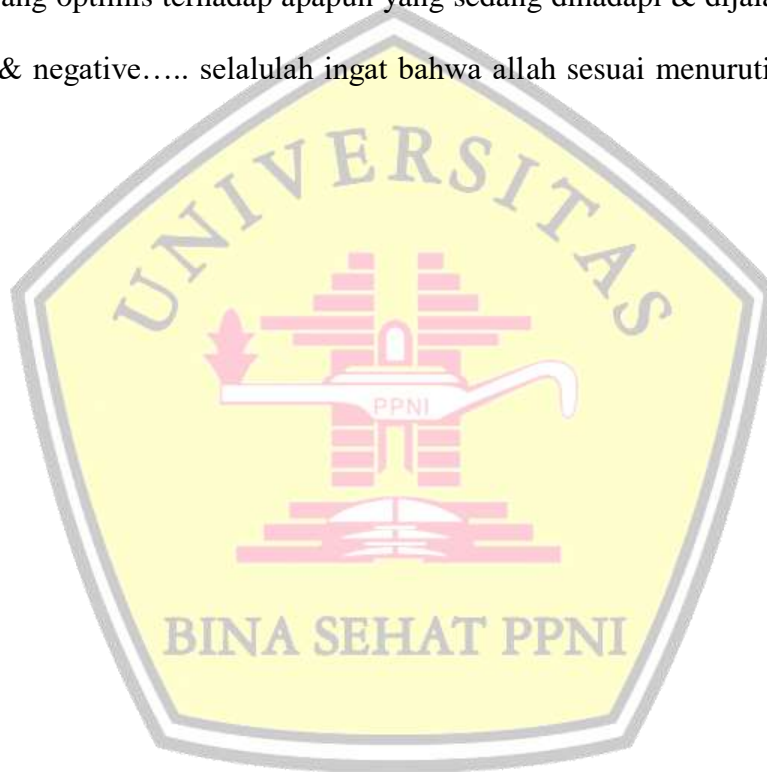 ang optimis terhadap apapun yang sedang dihadapi & dijala
& negative….. selalulah ingat bahwa allah sesuai menuruti
UNIVERSITAS
PPNI
BINA SEHAT PPNI